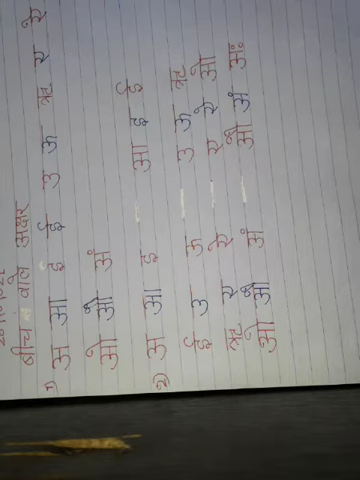 बीच वाले अक्षर
1) अ आ इ ई उ ऊ ऋ ए ऐ
ओ औ अं
2) अ आ इ - आ इ ई
ई उ ऊ - उ ऊ ऋ
ऋ ए ऐ - ए ऐ ओ
ओ औ अं औ अं अः